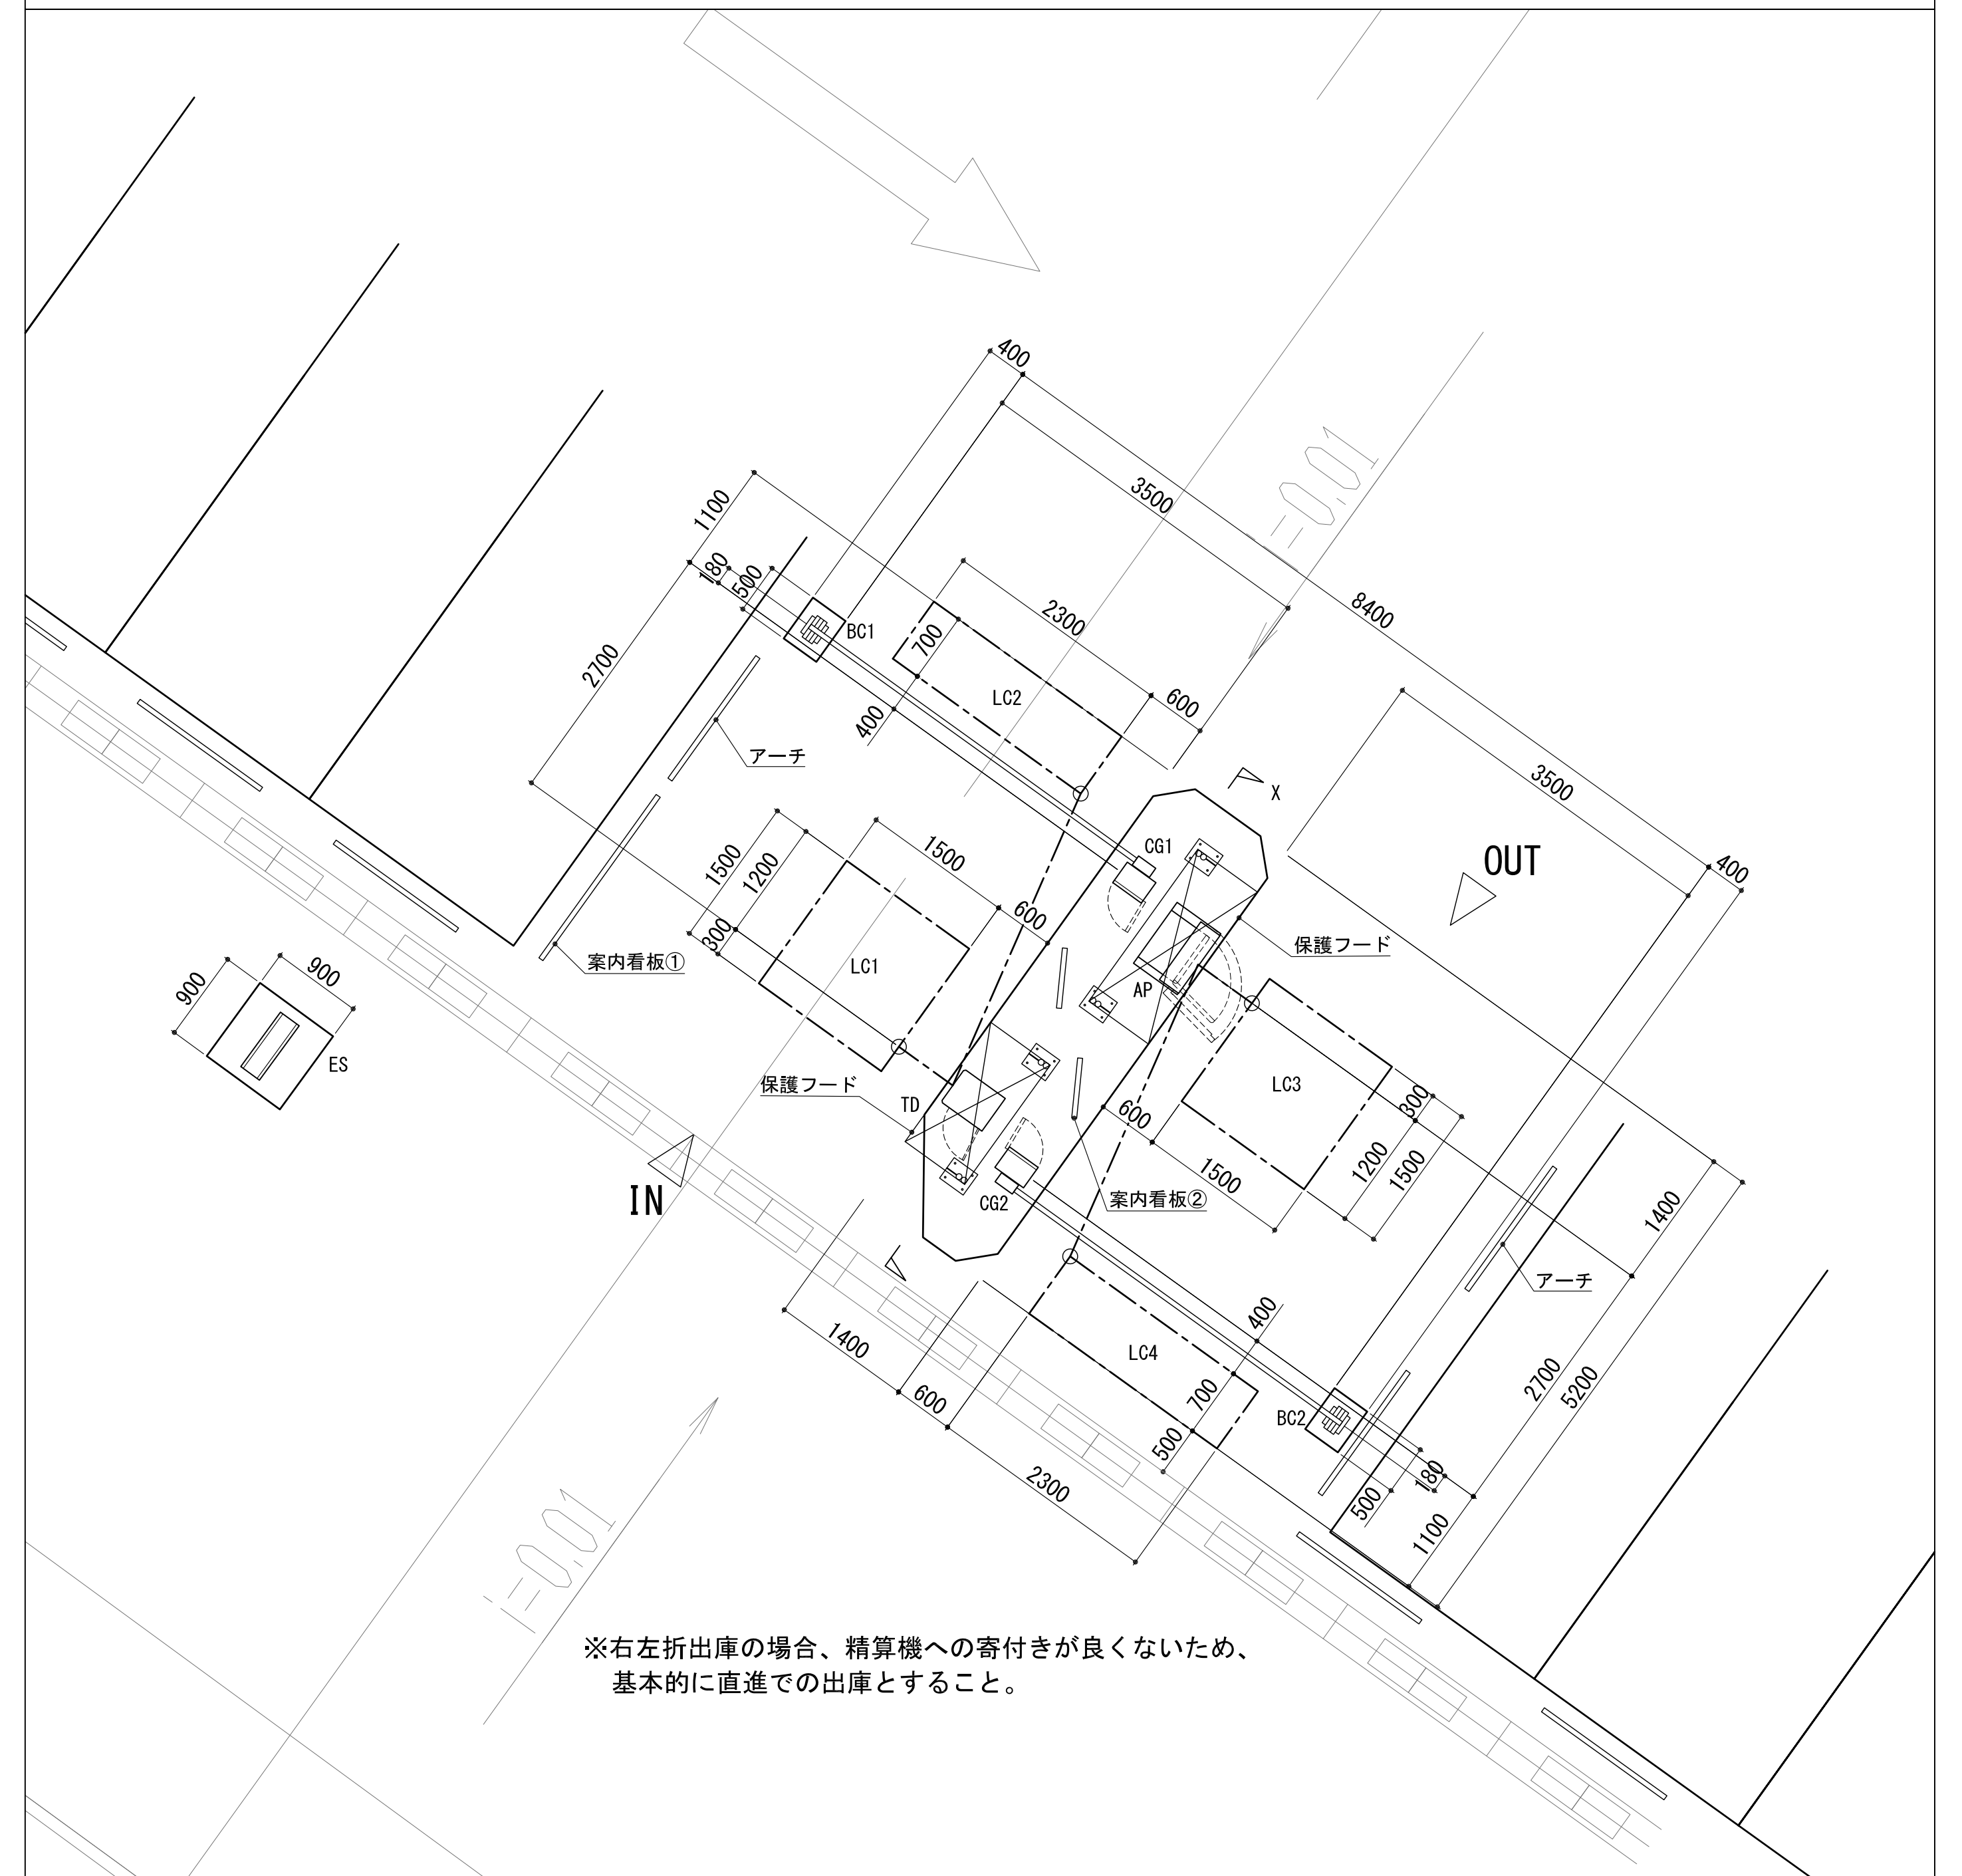 400
3500
i=0.01
8400
1100
180
500
BC1
2300
700
LC2
600
2700
400
アーチ
X
3500
OUT
400
CG1
1500
1500
1200
600
300
LC1
案内看板①
保護フード
AP
900
900
ES
保護フード
TD
LC3
300
600
1200
1500
1500
案内看板②
CG2
IN
1400
アーチ
400
1400
LC4
600
700
2700
5200
BC2
500
180
500
2300
1100
i=0.01
※右左折出庫の場合、精算機への寄付きが良くないため、
基本的に直進での出庫とすること。